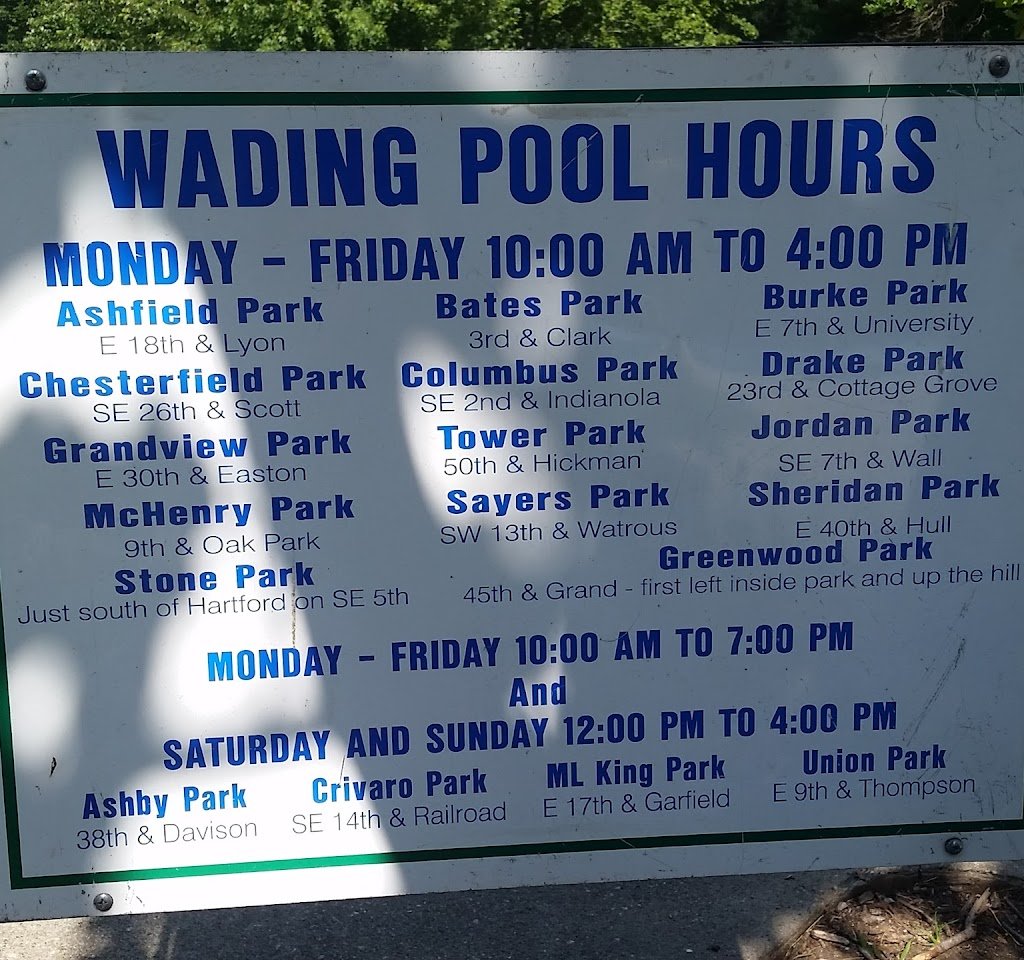 WADING POOL HOURS
MONDAY - FRIDAY 10:00 AM TO 4:00 PM
Ashfield Park
E 18th & Lyon
Bates Park
3rd & Clark
Burke Park
E 7th & University
Chesterfield Park
SE 26th & Scott
Columbus Park
SE 2nd & Indianola
Drake Park
23rd & Cottage Grove
Grandview Park
E 30th & Easton
Tower Park
50th & Hickman
Jordan Park
SE 7th & Wall
McHenry Park
9th & Oak Park
Sayers Park
SW 13th & Watrous
Sheridan Park
E 40th & Hull
Stone Park
Just south of Hartford on SE 5th
Greenwood Park
45th & Grand - first left inside park and up the hill
MONDAY - FRIDAY 10:00 AM TO 7:00 PM
And
SATURDAY AND SUNDAY 12:00 PM TO 4:00 PM
Ashby Park
38th & Davison
Crivaro Park
SE 14th & Railroad
ML King Park
E 17th & Garfield
Union Park
E 9th & Thompson